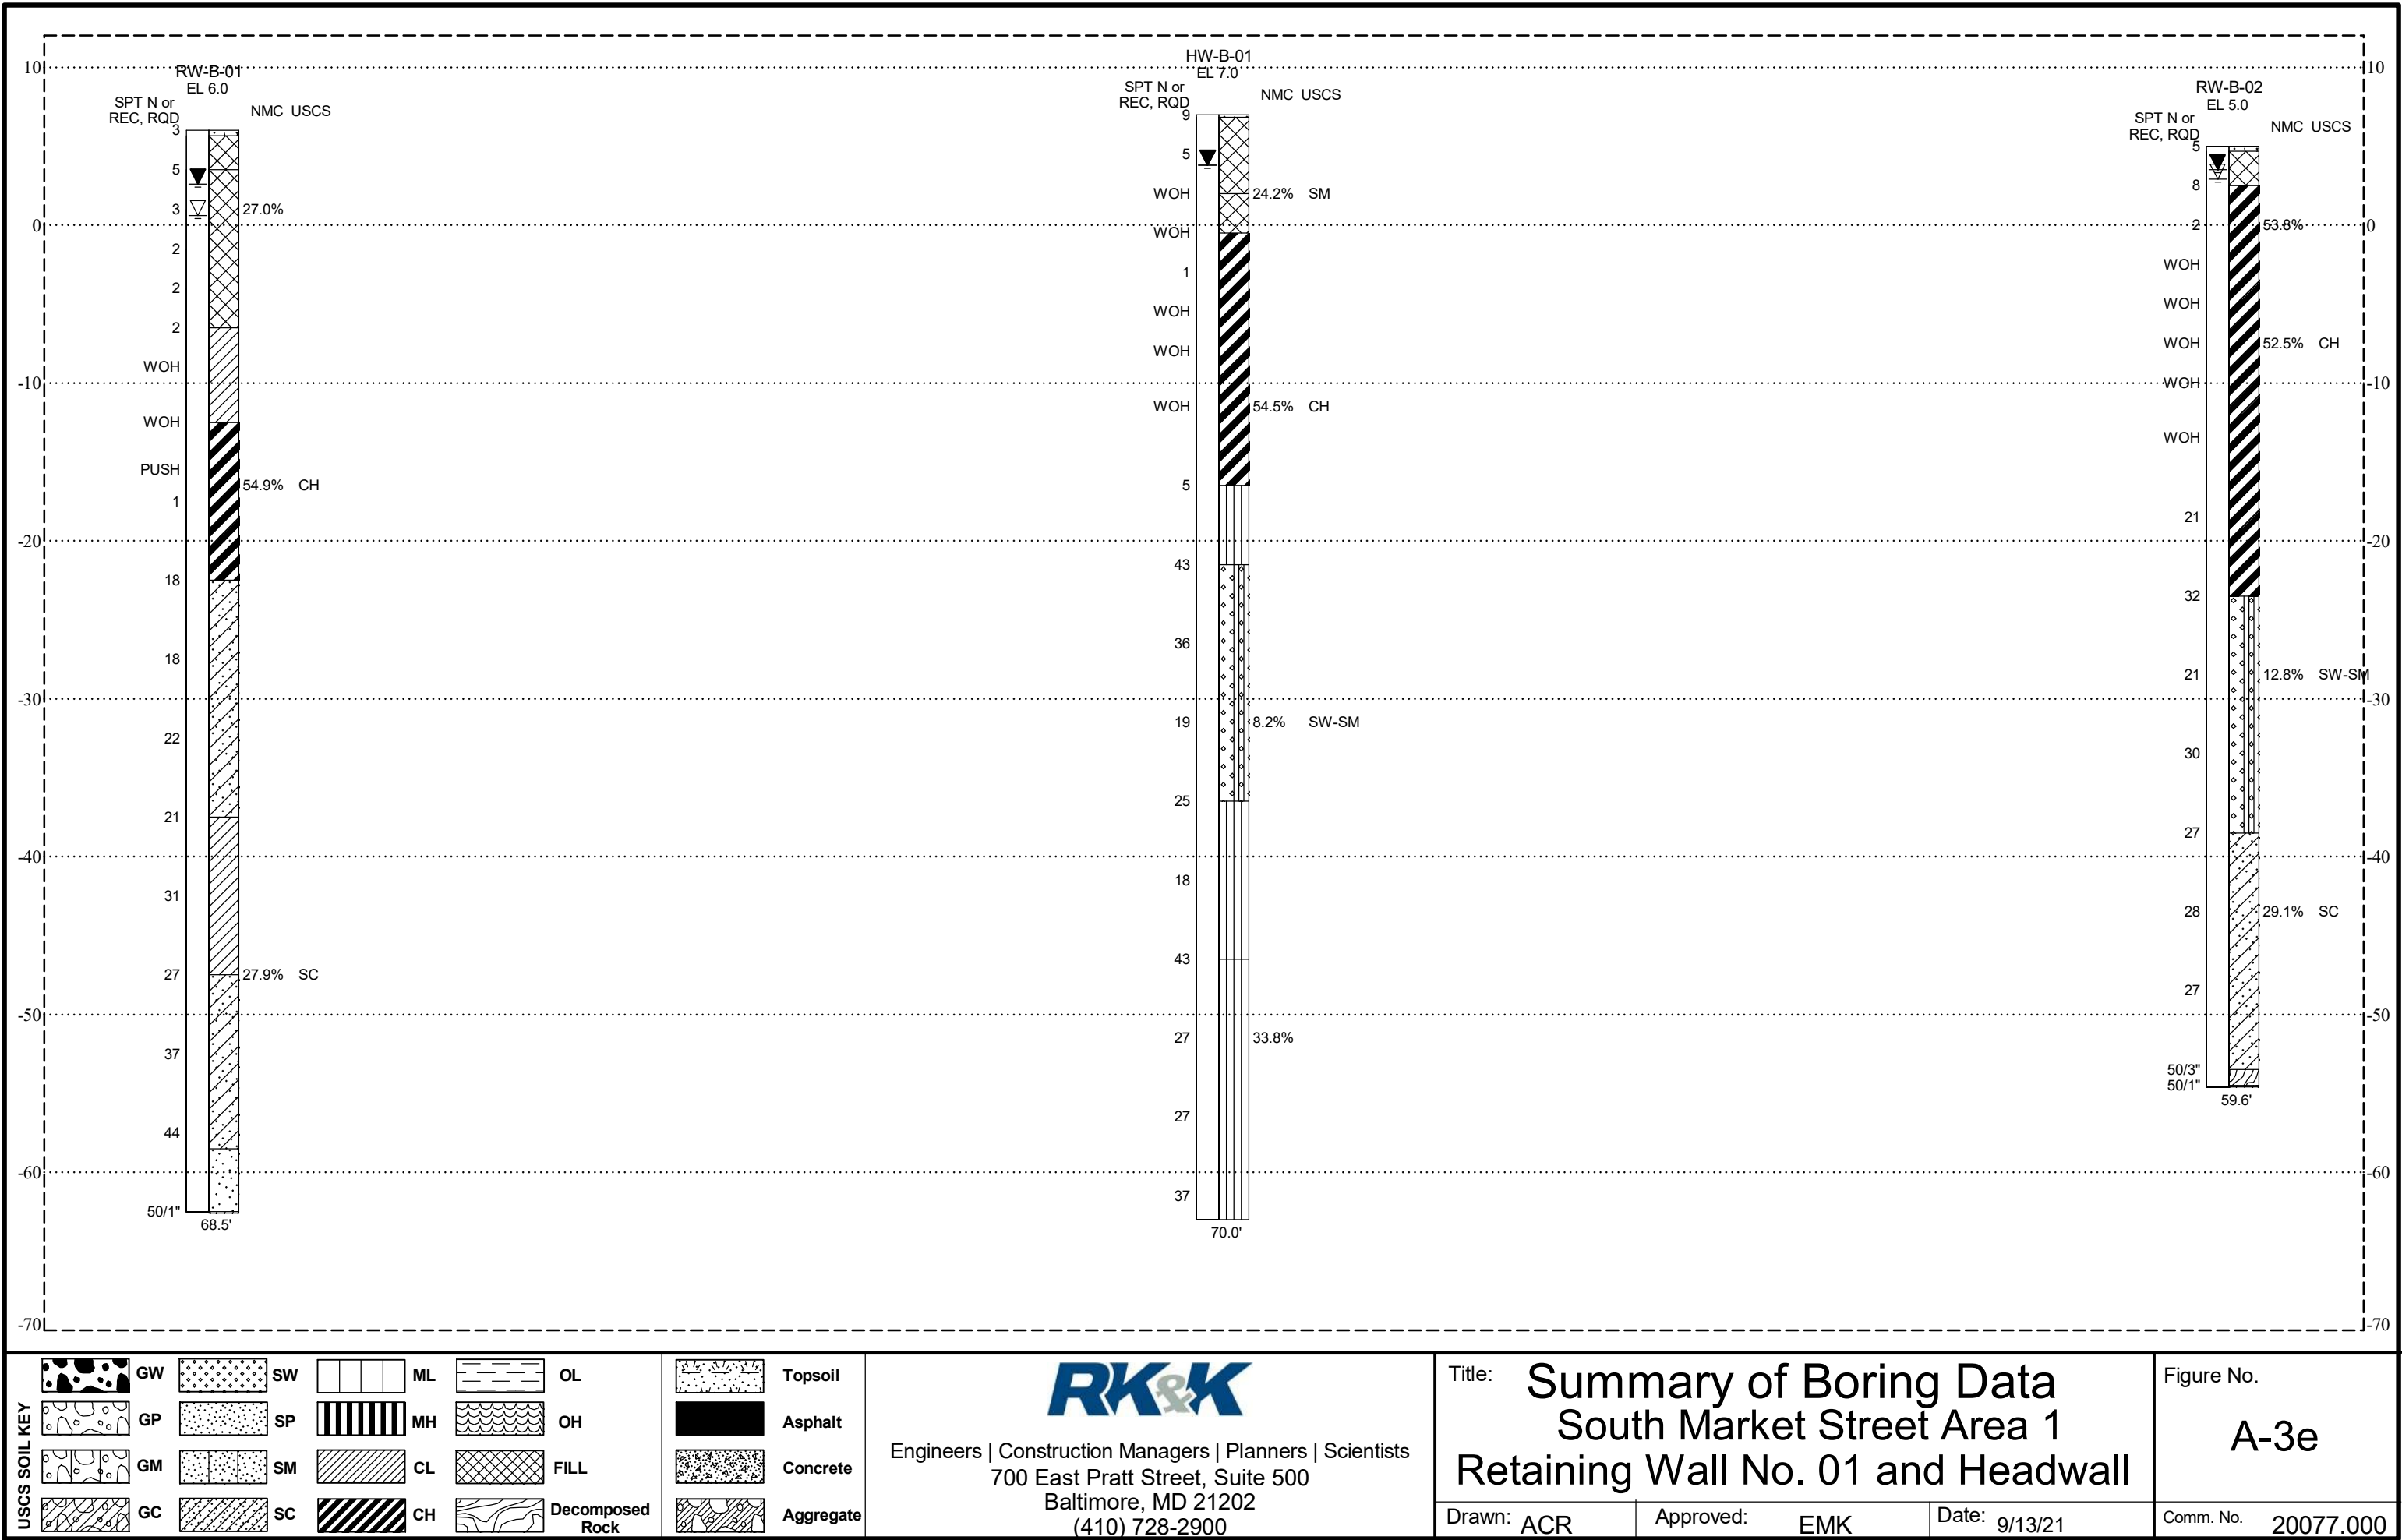 10
10
RW-B-01
EL 6.0
SPT N or
REC, RQD
NMC USCS
3
5
3
27.0%
2
2
2
WOH
WOH
PUSH
54.9% CH
1
18
18
22
21
31
27
27.9% SC
37
44
50/1"
68.5'
HW-B-01
EL 7.0
SPT N or
REC, RQD
NMC USCS
9
5
WOH
24.2% SM
WOH
1
WOH
WOH
WOH
54.5% CH
5
43
36
19
8.2% SW-SM
25
18
43
27
33.8%
27
37
70.0'
RW-B-02
EL 5.0
SPT N or
REC, RQD
NMC USCS
5
8
2
53.8%
WOH
WOH
WOH
52.5% CH
WOH
WOH
21
32
21
12.8% SW-SM
30
27
28
29.1% SC
27
50/3"
50/1"
59.6'
0
0
-10
-10
-20
-20
-30
-30
-40
-40
-50
-50
-60
-60
-70
-70
USCS SOIL KEY
GW
SW
ML
OL
GP
SP
MH
OH
GM
SM
CL
FILL
GC
SC
CH
Decomposed
Rock
Topsoil
Asphalt
Concrete
Aggregate
RK&K
Engineers | Construction Managers | Planners | Scientists
700 East Pratt Street, Suite 500
Baltimore, MD 21202
(410) 728-2900
Title: Summary of Boring Data
South Market Street Area 1
Retaining Wall No. 01 and Headwall
Drawn: ACR
Approved: EMK
Date: 9/13/21
Figure No.
A-3e
Comm. No. 20077.000